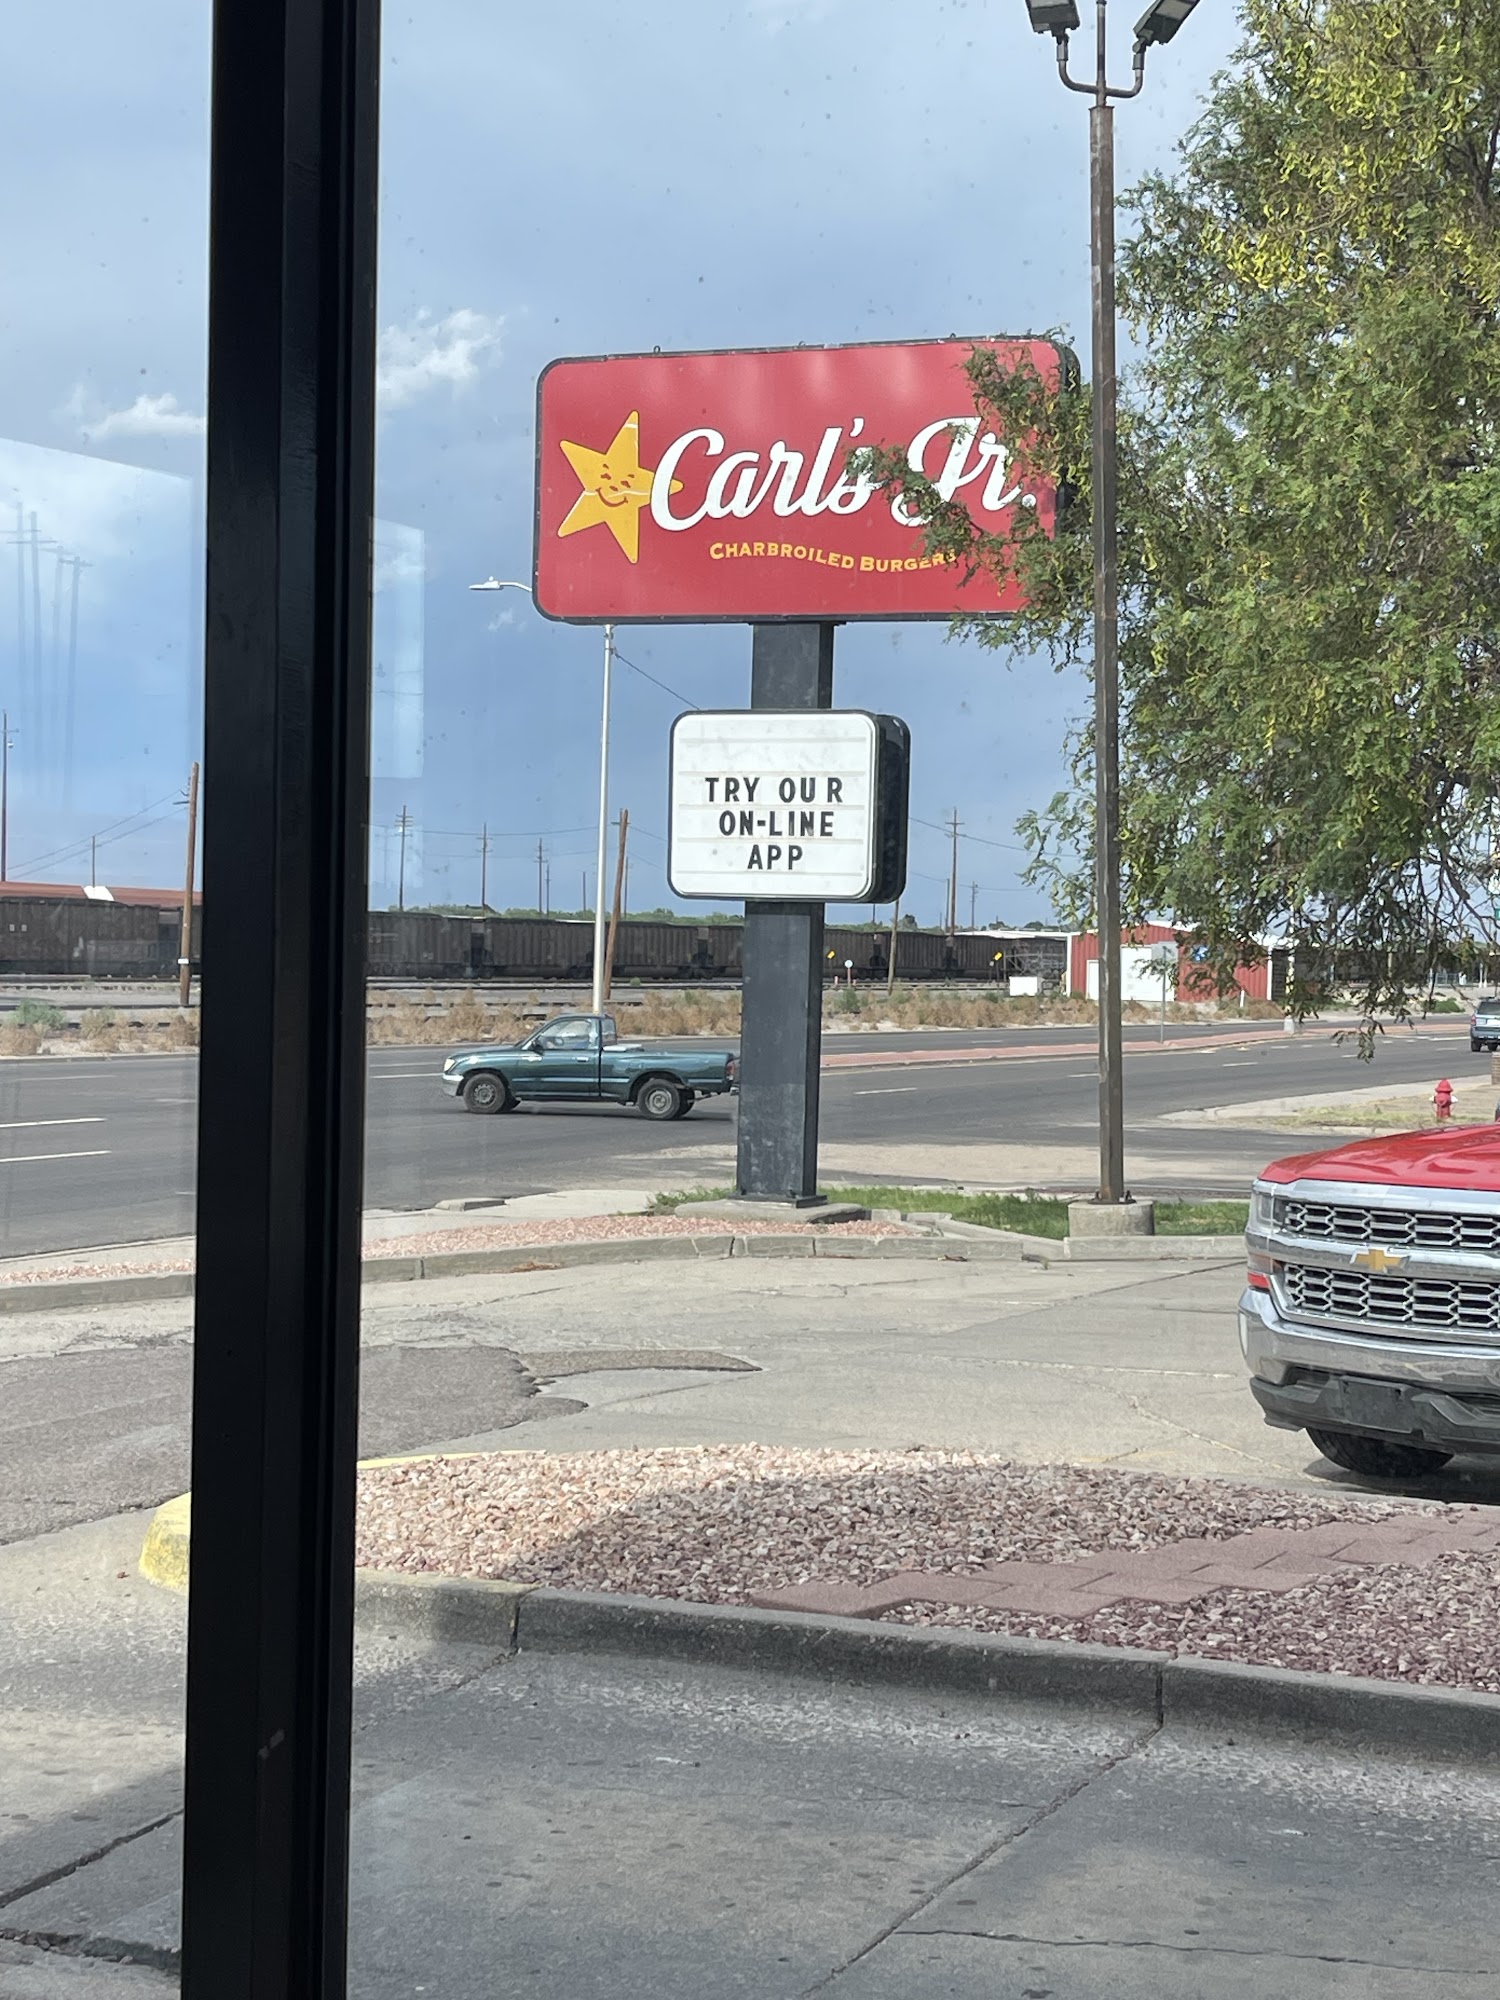 Carl's Jr.
CHARBROILED BURGERS
TRY OUR
ON-LINE
APP